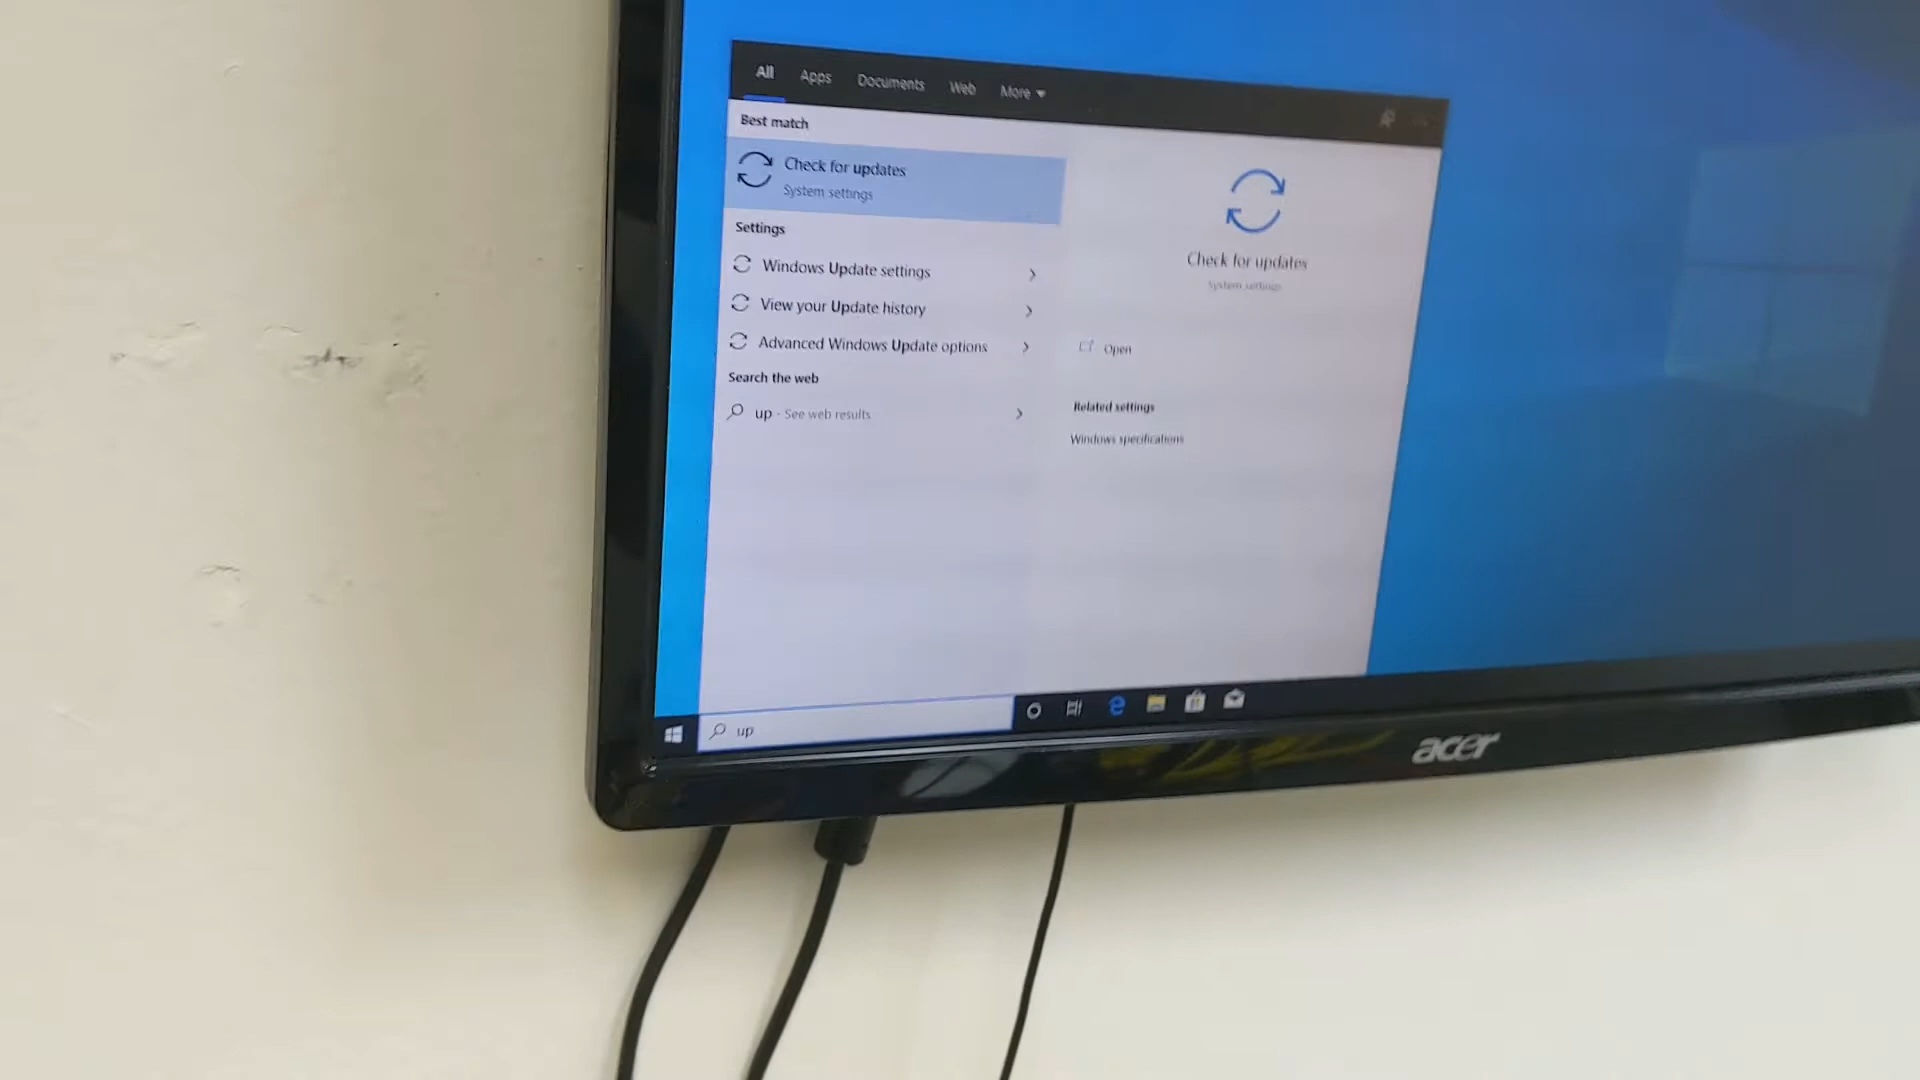 All Apps Documents Web More
Best match
Check for updates
System settings
Settings
Windows Update settings
View your Update history
Advanced Windows Update options
Search the web
up - See web results
Check for updates
System settings
Open
Related settings
Windows specifications
up
acer